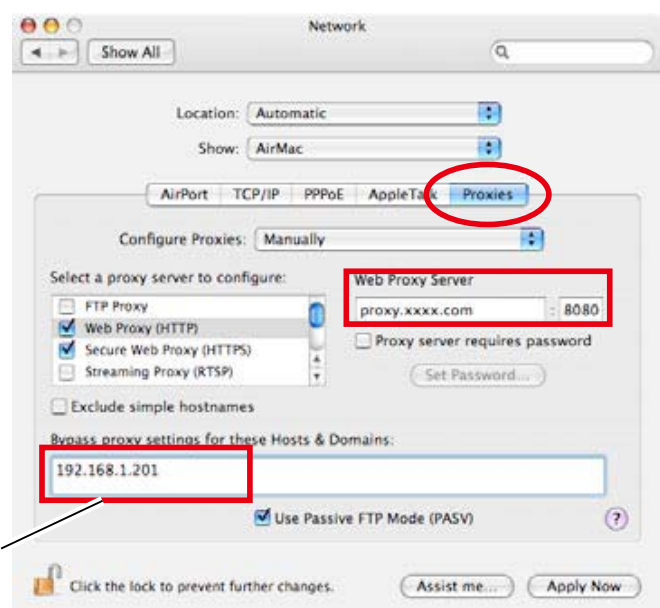 Network
Show All
Location: Automatic
Show: AirMac
AirPort TCP/IP PPPoE AppleTalk Proxies
Configure Proxies: Manually
Select a proxy server to configure:
FTP Proxy
Web Proxy (HTTP)
Secure Web Proxy (HTTPS)
Streaming Proxy (RTSP)
Web Proxy Server
proxy.xxxx.com : 8080
Proxy server requires password
Set Password...
Exclude simple hostnames
Bypass proxy settings for these Hosts & Domains:
192.168.1.201
Use Passive FTP Mode (PASV)
?
Click the lock to prevent further changes.
Assist me... Apply Now